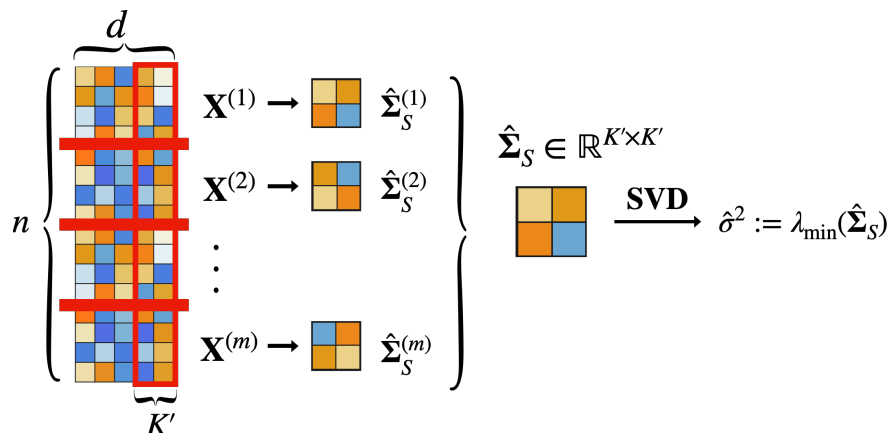 d
n
X^(1) → Σ̂_S^(1)
X^(2) → Σ̂_S^(2)
⋮
X^(m) → Σ̂_S^(m)
K′
Σ̂_S ∈ ℝ^{K′×K′}
SVD
σ̂² := λ_min(Σ̂_S)